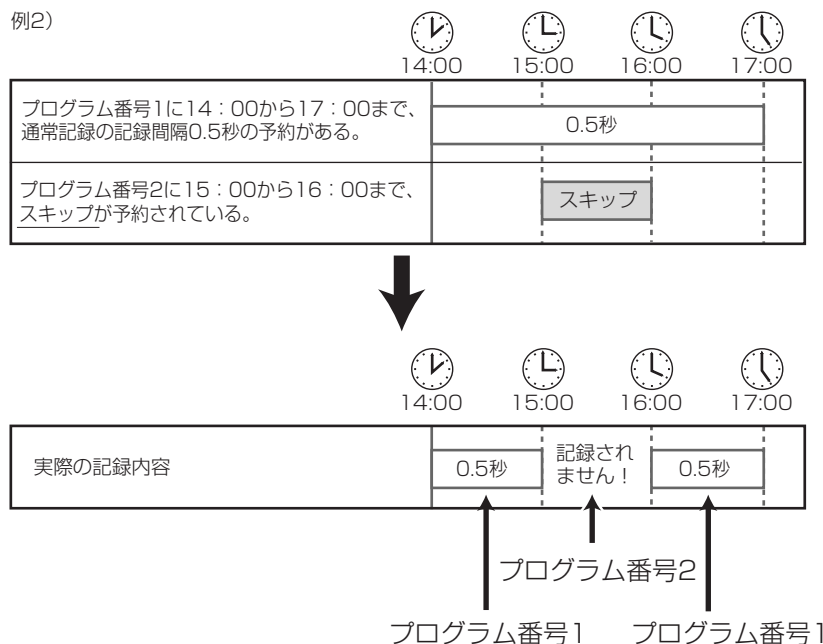 例2)
14:00 15:00 16:00 17:00
プログラム番号1に14：00から17：00まで、
通常記録の記録間隔0.5秒の予約がある。
0.5秒
プログラム番号2に15：00から16：00まで、
スキップが予約されている。
スキップ
14:00 15:00 16:00 17:00
実際の記録内容
0.5秒
記録され
ません！
0.5秒
プログラム番号2
プログラム番号1 プログラム番号1